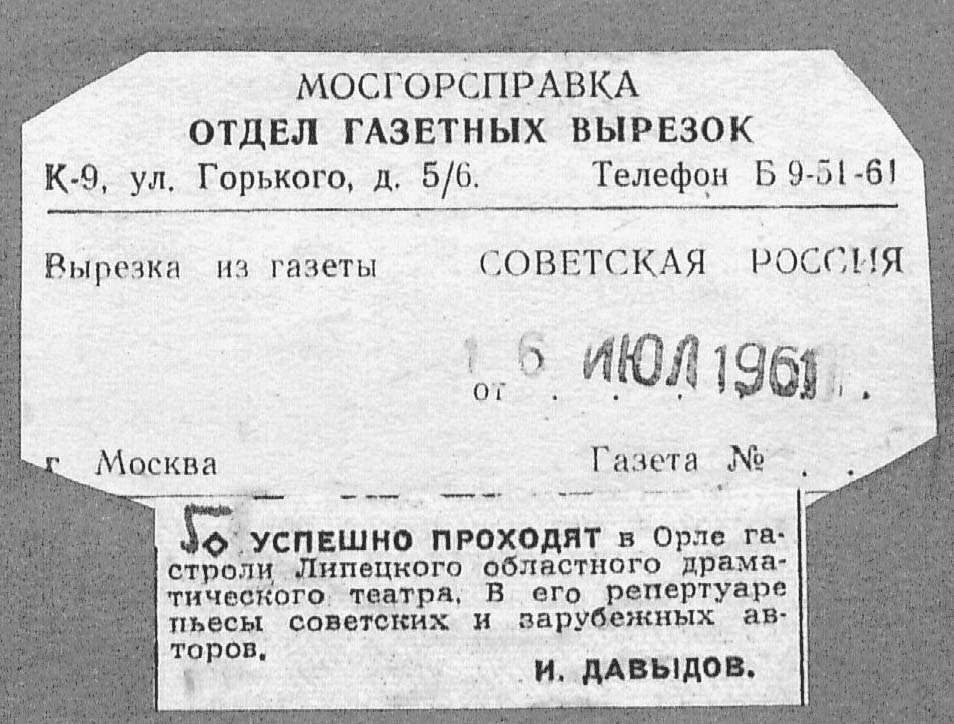 МОСГОРСПРАВКА
ОТДЕЛ ГАЗЕТНЫХ ВЫРЕЗОК
К-9, ул. Горького, д. 5/6. Телефон Б 9-51-61
Вырезка из газеты СОВЕТСКАЯ РОССИЯ
16 ИЮЛ 1961
от . . . . .
г Москва Газета № . .
УСПЕШНО ПРОХОДЯТ в Орле га-
строли Липецкого областного драма-
тического театра. В его репертуаре
пьесы советских и зарубежных ав-
торов.
И. ДАВЫДОВ.